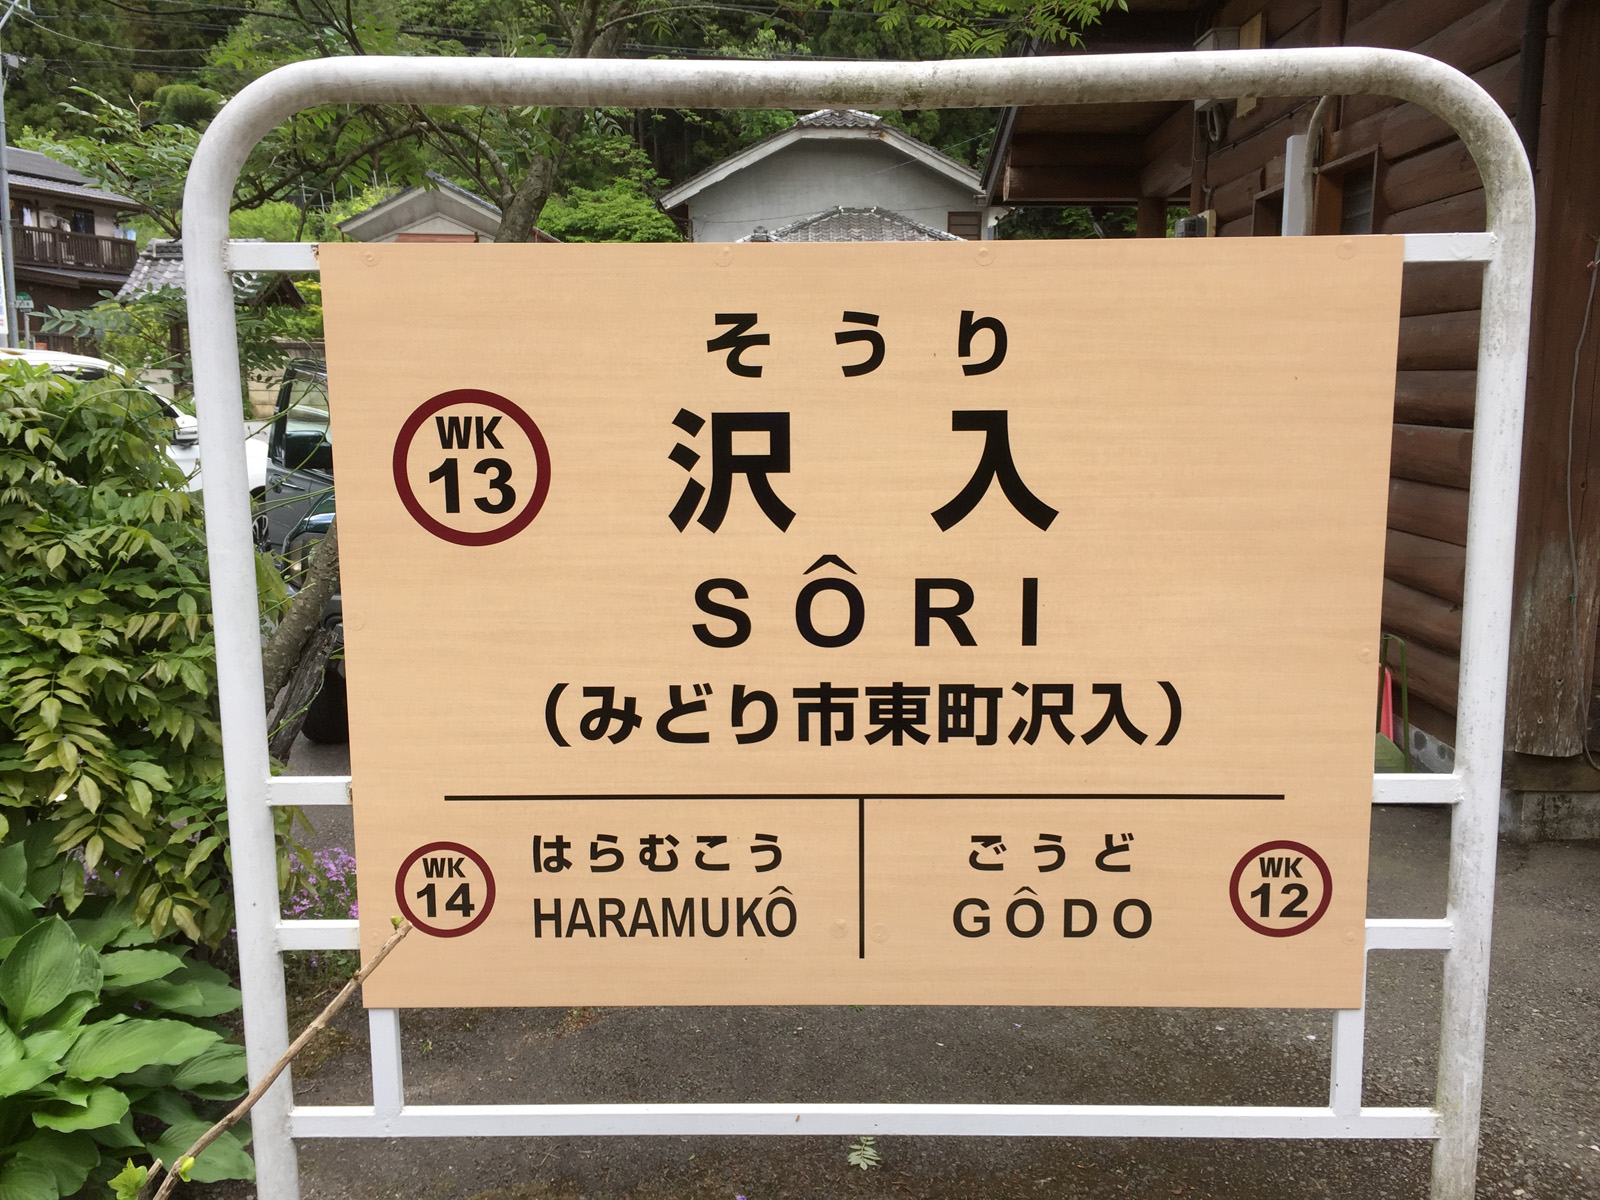 そうり
WK
13
沢入
SÔRI
(みどり市東町沢入)
WK
14
はらむこう
HARAMUKÔ
ごうど
GÔDO
WK
12